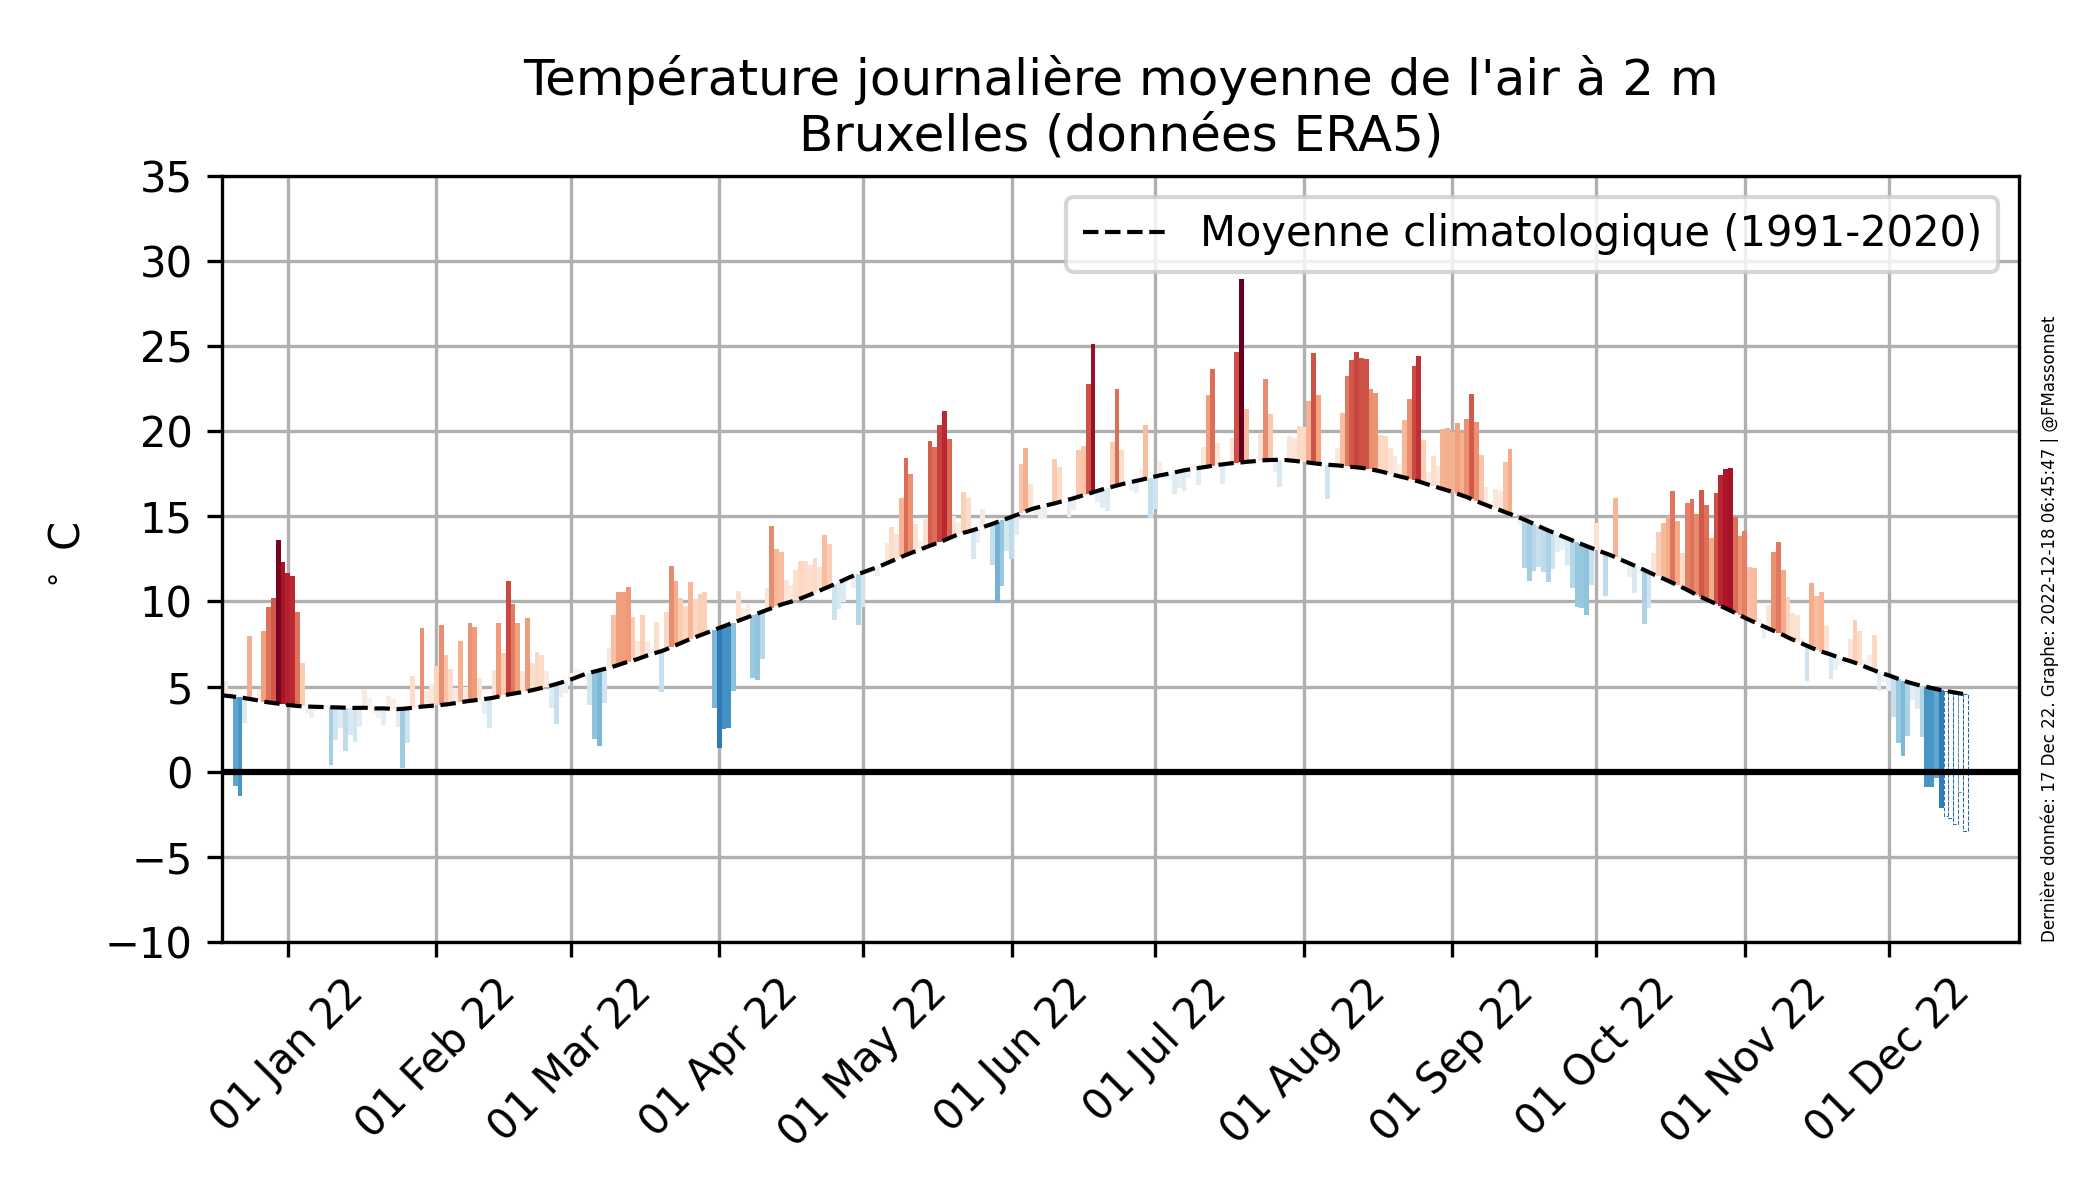 Température journalière moyenne de l'air à 2 m
Bruxelles (données ERA5)
Moyenne climatologique (1991-2020)
35
30
25
20
15
10
5
0
−5
−10
° C
01 Jan 22
01 Feb 22
01 Mar 22
01 Apr 22
01 May 22
01 Jun 22
01 Jul 22
01 Aug 22
01 Sep 22
01 Oct 22
01 Nov 22
01 Dec 22
Dernière donnée: 17 Dec 22. Graphe: 2022-12-18 06:45:47 | @FMassonnet